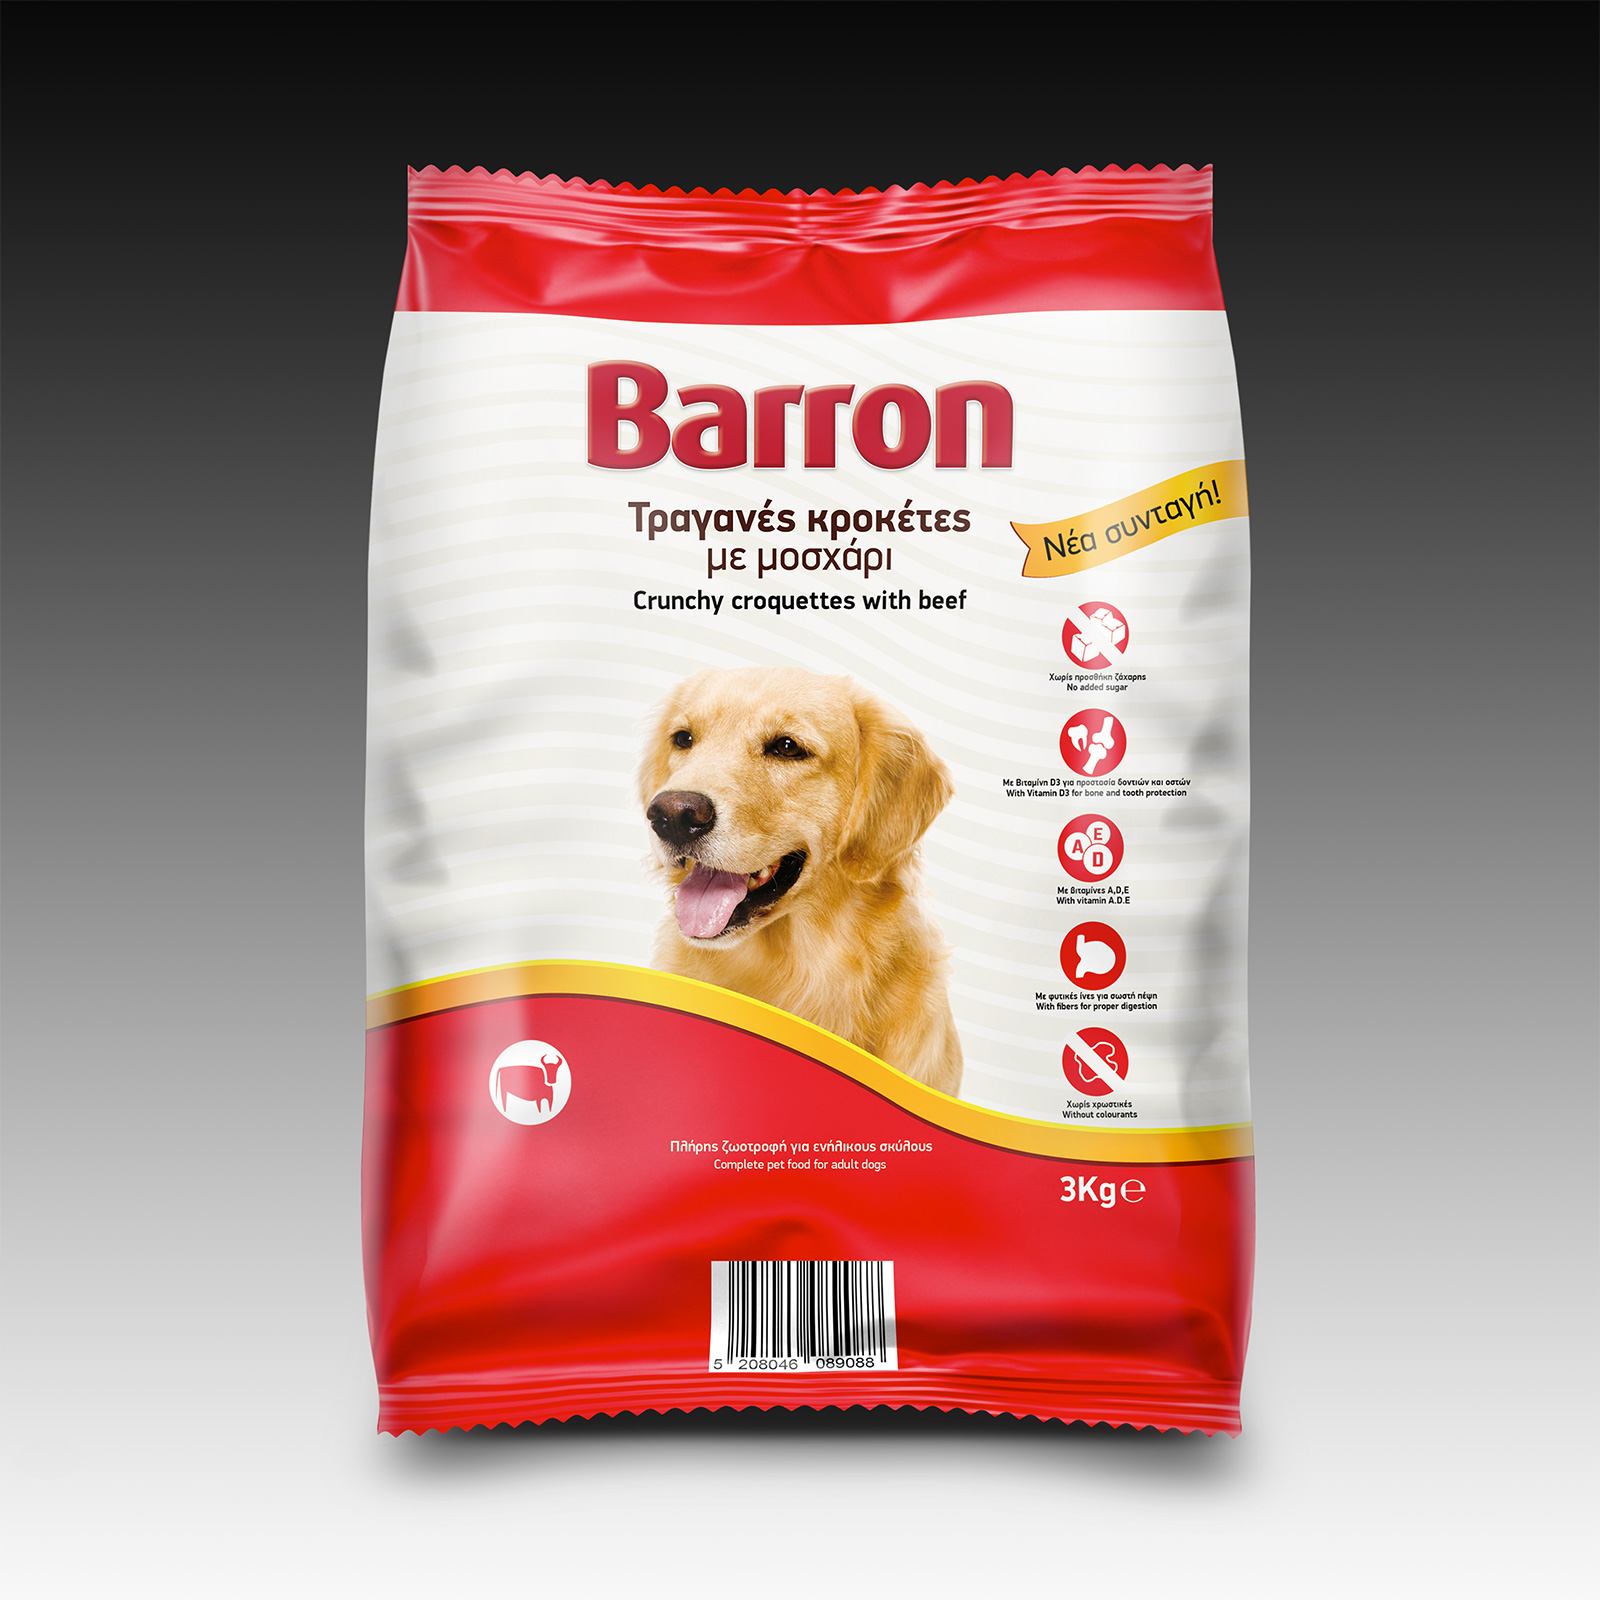 Barron
Τραγανές κροκέτες
με μοσχάρι
Crunchy croquettes with beef
Νέα συνταγή!
Χωρίς προσθήκη ζάχαρης
No added sugar
Με Βιταμίνη D3 για προστασία δοντιών και οστών
With Vitamin D3 for bone and tooth protection
A E D
Με βιταμίνες A,D,E
With vitamin A.D.E
Με φυτικές ίνες για σωστή πέψη
With fibers for proper digestion
Χωρίς χρωστικές
Without colourants
Πλήρης ζωοτροφή για ενήλικους σκύλους
Complete pet food for adult dogs
3Kg℮
5 208046 089088